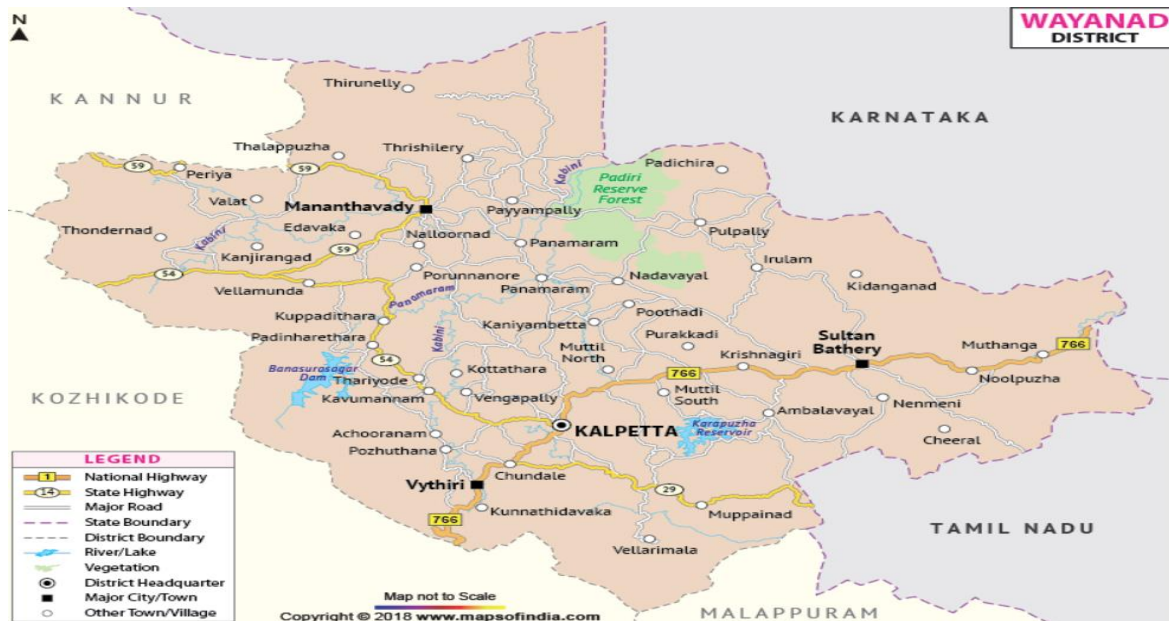 N
WAYANAD
DISTRICT
KANNUR
KARNATAKA
Thirunelly
Thalappuzha
Thrishilery
Padichira
59
Periya
59
Kabini
Padiri
Reserve
Forest
Valat
Mananthavady
Payyampally
Pulpally
Thondernad
Edavaka
Nalloornad
Panamaram
Kabini
Kanjirangad
59
Irulam
54
Porunnanore
Nadavayal
Kidanganad
Vellamunda
Panamaram
Panamaram
Poothadi
Kuppadithara
Kaniyambetta
Purakkadi
Sultan
Bathery
Padinharethara
Kabini
Muttil
North
Krishnagiri
Muthanga
766
54
Banasurasagar
Dam
Kottathara
766
Noolpuzha
Thariyode
Muttil
South
KOZHIKODE
Kavumannam
Vengapally
Ambalavayal
Nenmeni
Achooranam
KALPETTA
Karapuzha
Reservoir
Cheeral
Pozhuthana
Chundale
Vythiri
29
766
Kunnathidavaka
Muppainad
TAMIL NADU
Vellarimala
MALAPPURAM
LEGEND
1 National Highway
14 State Highway
Major Road
State Boundary
District Boundary
River/Lake
Vegetation
District Headquarter
Major City/Town
Other Town/Village
Map not to Scale
Copyright © 2018 www.mapsofindia.com